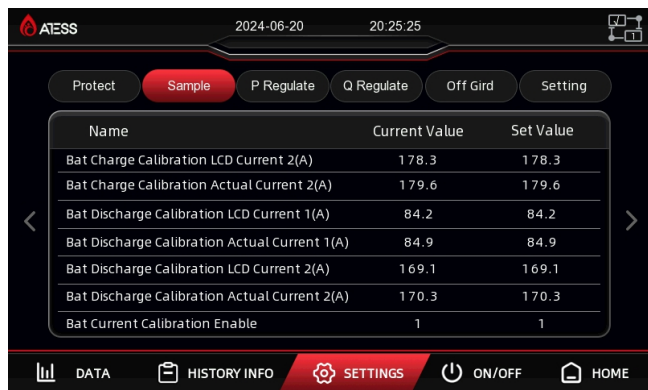 ATESS 2024-06-20 20:25:25
1
Protect Sample P Regulate Q Regulate Off Gird Setting
Name Current Value Set Value
Bat Charge Calibration LCD Current 2(A) 178.3 178.3
Bat Charge Calibration Actual Current 2(A) 179.6 179.6
Bat Discharge Calibration LCD Current 1(A) 84.2 84.2
Bat Discharge Calibration Actual Current 1(A) 84.9 84.9
Bat Discharge Calibration LCD Current 2(A) 169.1 169.1
Bat Discharge Calibration Actual Current 2(A) 170.3 170.3
Bat Current Calibration Enable 1 1
DATA HISTORY INFO SETTINGS ON/OFF HOME